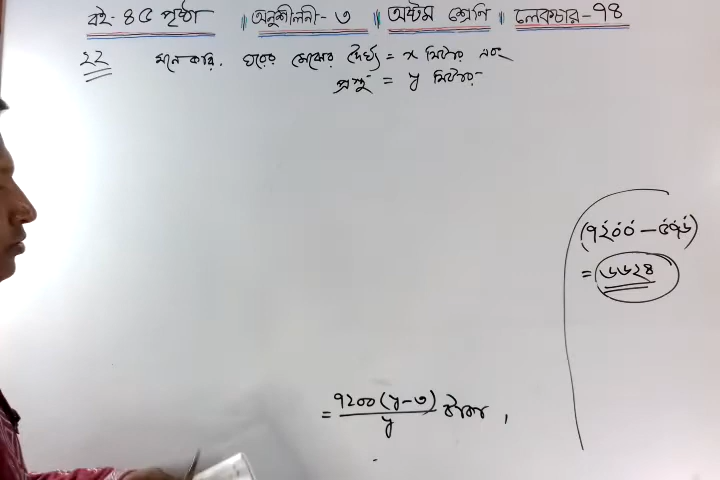 বই- ৪৫ পৃষ্ঠা । অনুশীলনী- ৩ । অষ্টম শ্রেণি । লেকচার- ৭৪
২২ মনে করি, ঘরের মেঝের দৈর্ঘ্য = x মিটার এবং
প্রস্থ = y মিটার
(৭২০০ – ৫৭৬)
= ৬৬২৪
= ৭২০০(y-৩)/y টাকা ,